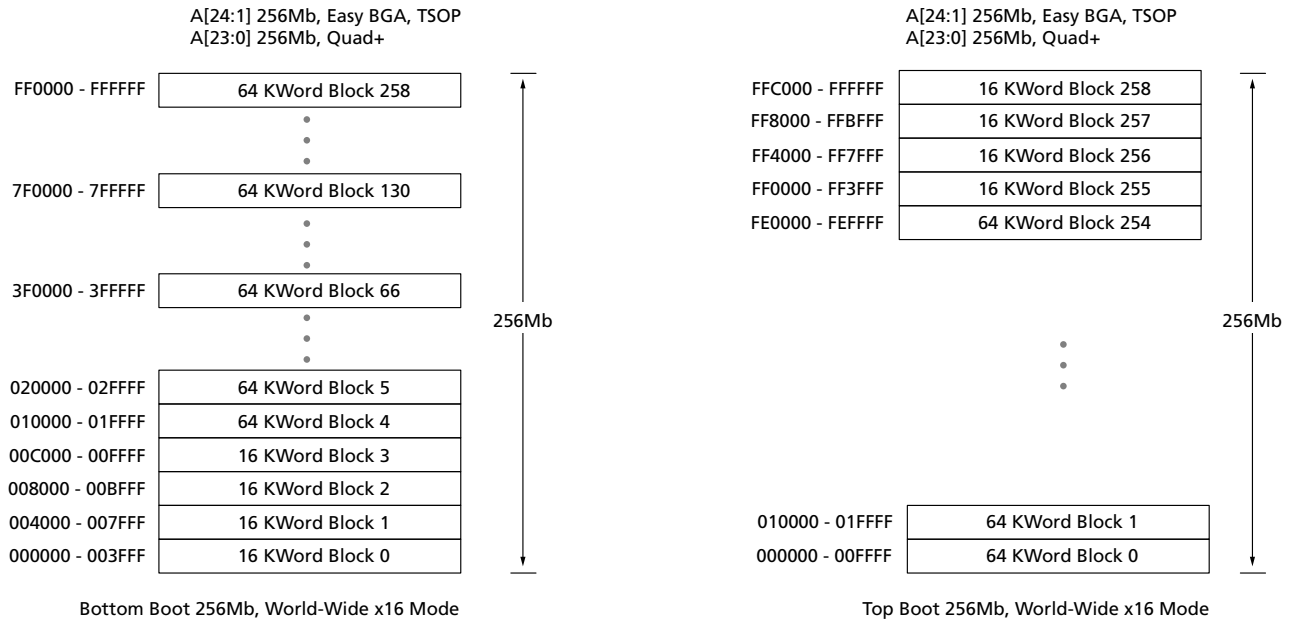 A[24:1] 256Mb, Easy BGA, TSOP
A[23:0] 256Mb, Quad+
FF0000 - FFFFFF 64 KWord Block 258
7F0000 - 7FFFFF 64 KWord Block 130
3F0000 - 3FFFFF 64 KWord Block 66
256Mb
020000 - 02FFFF 64 KWord Block 5
010000 - 01FFFF 64 KWord Block 4
00C000 - 00FFFF 16 KWord Block 3
008000 - 00BFFF 16 KWord Block 2
004000 - 007FFF 16 KWord Block 1
000000 - 003FFF 16 KWord Block 0
Bottom Boot 256Mb, World-Wide x16 Mode
A[24:1] 256Mb, Easy BGA, TSOP
A[23:0] 256Mb, Quad+
FFC000 - FFFFFF 16 KWord Block 258
FF8000 - FFBFFF 16 KWord Block 257
FF4000 - FF7FFF 16 KWord Block 256
FF0000 - FF3FFF 16 KWord Block 255
FE0000 - FEFFFF 64 KWord Block 254
256Mb
010000 - 01FFFF 64 KWord Block 1
000000 - 00FFFF 64 KWord Block 0
Top Boot 256Mb, World-Wide x16 Mode